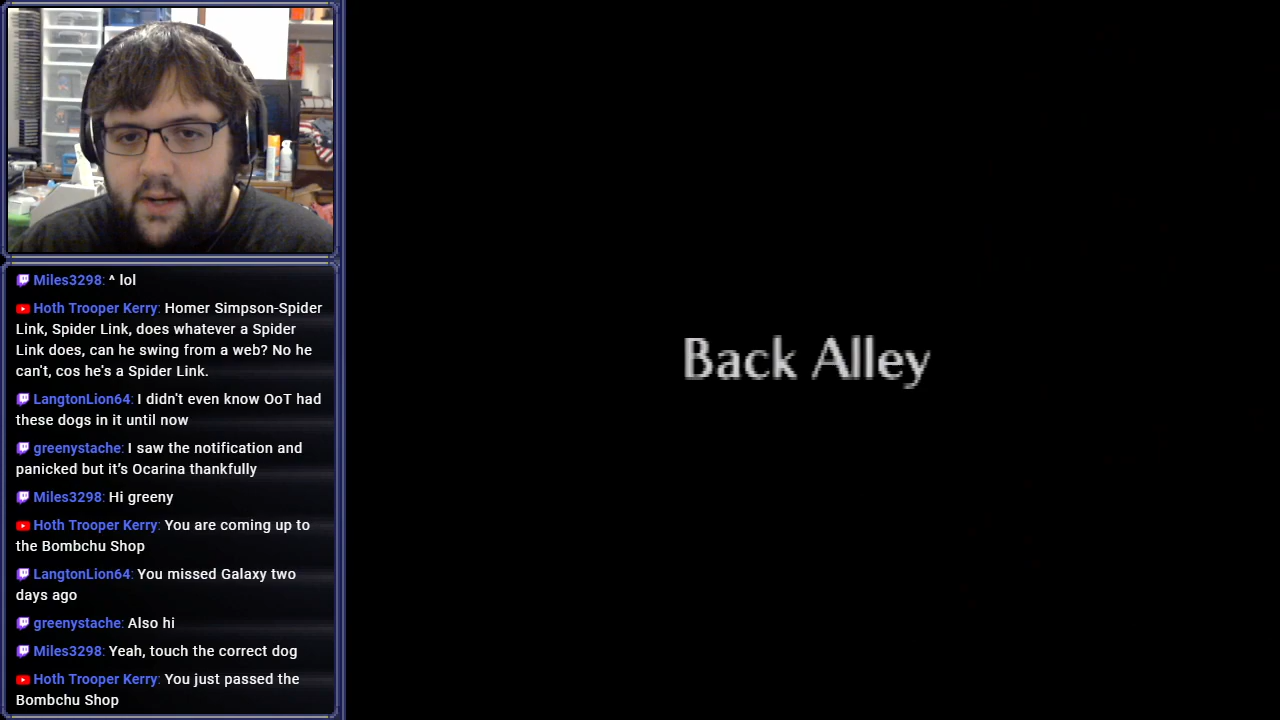 Miles3298: ^ lol
Hoth Trooper Kerry: Homer Simpson-Spider
Link, Spider Link, does whatever a Spider
Link does, can he swing from a web? No he
can't, cos he's a Spider Link.
LangtonLion64: I didn't even know OoT had
these dogs in it until now
greenystache: I saw the notification and
panicked but it’s Ocarina thankfully
Miles3298: Hi greeny
Hoth Trooper Kerry: You are coming up to
the Bombchu Shop
LangtonLion64: You missed Galaxy two
days ago
greenystache: Also hi
Miles3298: Yeah, touch the correct dog
Hoth Trooper Kerry: You just passed the
Bombchu Shop
Back Alley